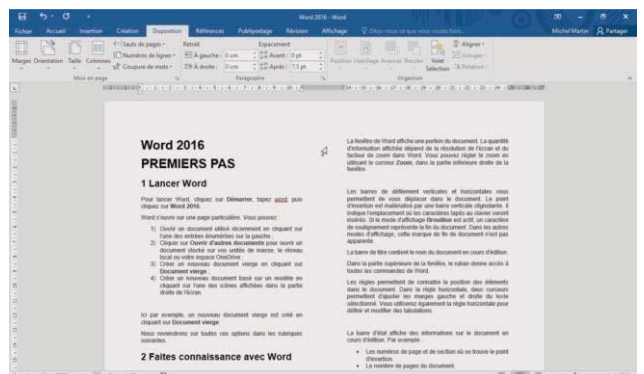 Word 2016 - Word
Fichier Accueil Insertion Création Disposition Références Publipostage Révision Affichage Dites-nous ce que vous voulez faire. Michel Martin Partager
Marges Orientation Taille Colonnes
Sauts de pages
Numéros de lignes
Coupure de mots
Mise en page
Retrait
À gauche : 0 cm
À droite : 0 cm
Espacement
Avant : 0 pt
Après : 7,5 pt
Paragraphe
Position Habillage Avancer Reculer Volet Sélection
Aligner
Grouper
Rotation
Organiser
Word 2016
PREMIERS PAS
1 Lancer Word
Pour lancer Word, cliquez sur Démarrer, tapez word puis
cliquez sur Word 2016.
Word s'ouvre sur une page particulière. Vous pouvez :
1) Ouvrir un document utilisé récemment en cliquant sur
l'une des entrées énumérées sur la gauche ;
2) Cliquer sur Ouvrir d'autres documents pour ouvrir un
document stocké sur vos unités de masse, le réseau
local ou votre espace OneDrive ;
3) Créer un nouveau document vierge en cliquant sur
Document vierge ;
4) Créer un nouveau document basé sur un modèle en
cliquant sur l'une des icônes affichées dans la partie
droite de l'écran.
Ici par exemple, un nouveau document vierge est créé en
cliquant sur Document vierge.
Nous reviendrons sur toutes ces options dans les rubriques
suivantes.
2 Faites connaissance avec Word
La fenêtre de Word affiche une portion du document. La quantité
d'information affichée dépend de la résolution de l'écran et du
facteur de zoom dans Word. Vous pouvez régler le zoom en
utilisant le curseur Zoom, dans la partie inférieure droite de la
fenêtre.
Les barres de défilement verticales et horizontales vous
permettent de vous déplacer dans le document. Le point
d'insertion est matérialisé par une barre verticale clignotante. Il
indique l'emplacement où les caractères tapés au clavier seront
insérés. Si le mode d'affichage Brouillon est actif, un caractère
de soulignement représente la fin du document. Dans les autres
modes d'affichage, cette marque de fin de document n'est pas
apparente.
La barre de titre contient le nom du document en cours d'édition.
Dans la partie supérieure de la fenêtre, le ruban donne accès à
toutes les commandes de Word.
Les règles permettent de connaître la position des éléments
dans le document. Dans la règle horizontale, deux curseurs
permettent d'ajuster les marges gauche et droite du texte
sélectionné. Vous utiliserez également la règle horizontale pour
définir et modifier des tabulations.
La barre d'état affiche des informations sur le document en
cours d'édition. Par exemple :
• Les numéros de page et de section où se trouve le point
d'insertion.
• Le nombre de pages du document.